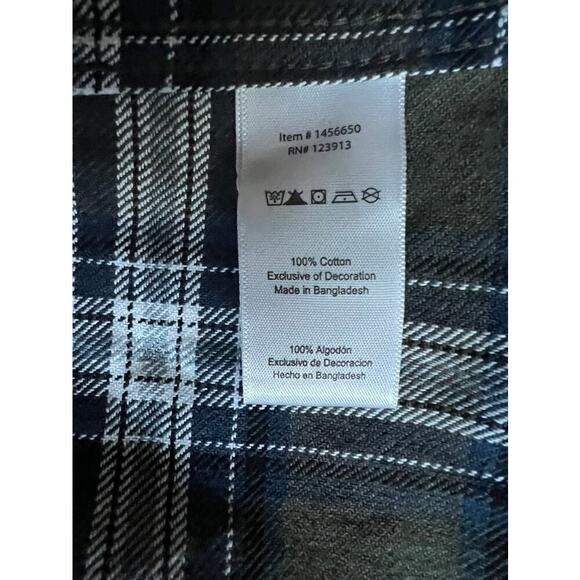 Item # 1456650
RN# 123913
100% Cotton
Exclusive of Decoration
Made in Bangladesh
100% Algodón
Exclusivo de Decoracion
Hecho en Bangladesh